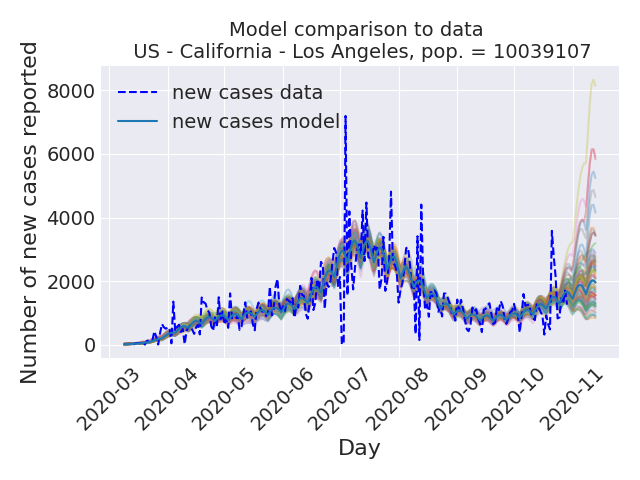 Model comparison to data
US - California - Los Angeles, pop. = 10039107
Number of new cases reported
8000
6000
4000
2000
0
new cases data
new cases model
2020-03
2020-04
2020-05
2020-06
2020-07
2020-08
2020-09
2020-10
2020-11
Day